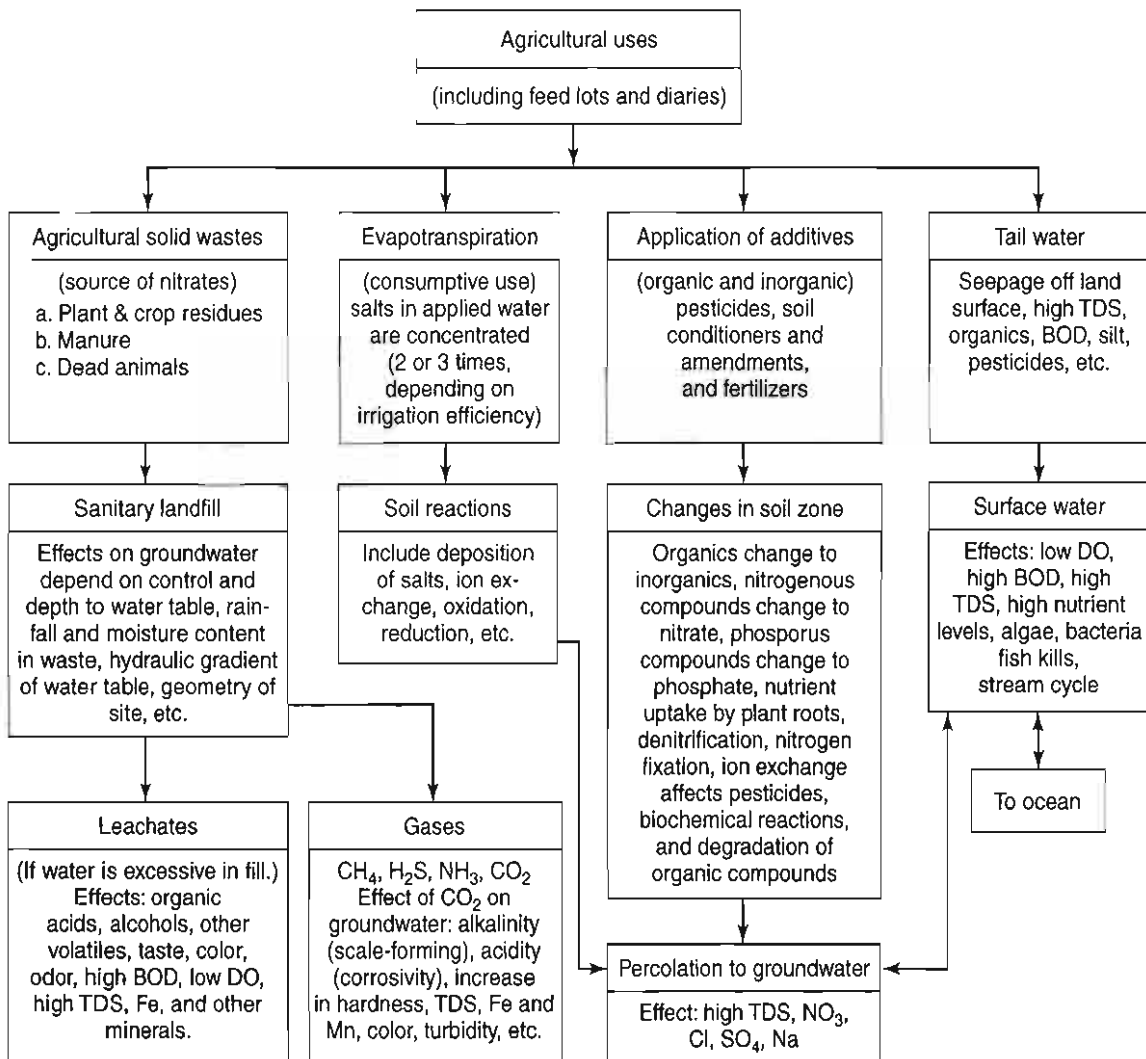 Agricultural uses
(including feed lots and diaries)
Agricultural solid wastes
(source of nitrates)
a. Plant & crop residues
b. Manure
c. Dead animals
Evapotranspiration
(consumptive use)
salts in applied water
are concentrated
(2 or 3 times,
depending on
irrigation efficiency)
Application of additives
(organic and inorganic)
pesticides, soil
conditioners and
amendments,
and fertilizers
Tail water
Seepage off land
surface, high TDS,
organics, BOD, silt,
pesticides, etc.
Sanitary landfill
Effects on groundwater
depend on control and
depth to water table, rain-
fall and moisture content
in waste, hydraulic gradient
of water table, geometry of
site, etc.
Soil reactions
Include deposition
of salts, ion ex-
change, oxidation,
reduction, etc.
Changes in soil zone
Organics change to
inorganics, nitrogenous
compounds change to
nitrate, phosporus
compounds change to
phosphate, nutrient
uptake by plant roots,
denitrification, nitrogen
fixation, ion exchange
affects pesticides,
biochemical reactions,
and degradation of
organic compounds
Surface water
Effects: low DO,
high BOD, high
TDS, high nutrient
levels, algae, bacteria
fish kills,
stream cycle
To ocean
Leachates
(If water is excessive in fill.)
Effects: organic
acids, alcohols, other
volatiles, taste, color,
odor, high BOD, low DO,
high TDS, Fe, and other
minerals.
Gases
CH₄, H₂S, NH₃, CO₂
Effect of CO₂ on
groundwater: alkalinity
(scale-forming), acidity
(corrosivity), increase
in hardness, TDS, Fe and
Mn, color, turbidity, etc.
Percolation to groundwater
Effect: high TDS, NO₃,
Cl, SO₄, Na